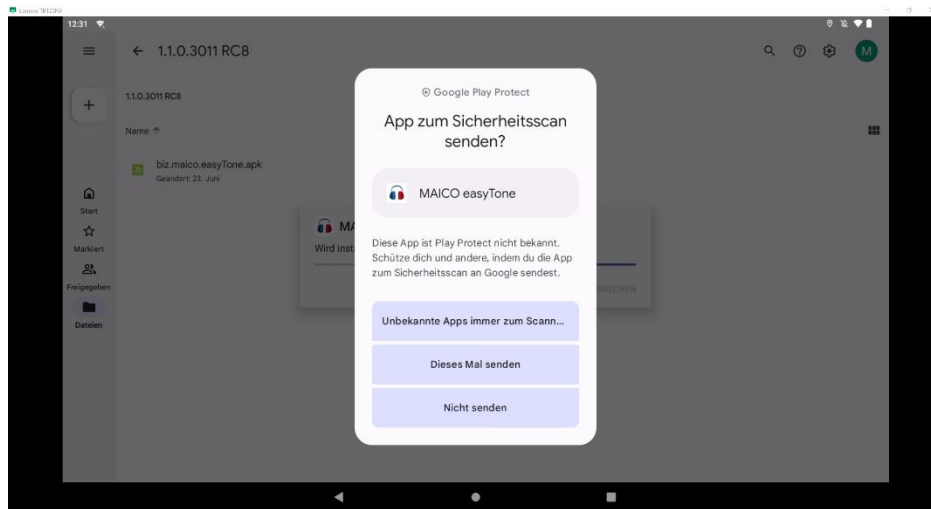 Lenovo TB125FU
12:31
1.1.0.3011 RC8
M
1.1.0.3011 RC8
Name
biz.maico.easyTone.apk
Geändert: 23. Juni
Start
Markiert
Freigegeben
Dateien
MA
Wird inst
BRECHEN
Google Play Protect
App zum Sicherheitsscan
senden?
MAICO easyTone
Diese App ist Play Protect nicht bekannt.
Schütze dich und andere, indem du die App
zum Sicherheitsscan an Google sendest.
Unbekannte Apps immer zum Scann...
Dieses Mal senden
Nicht senden